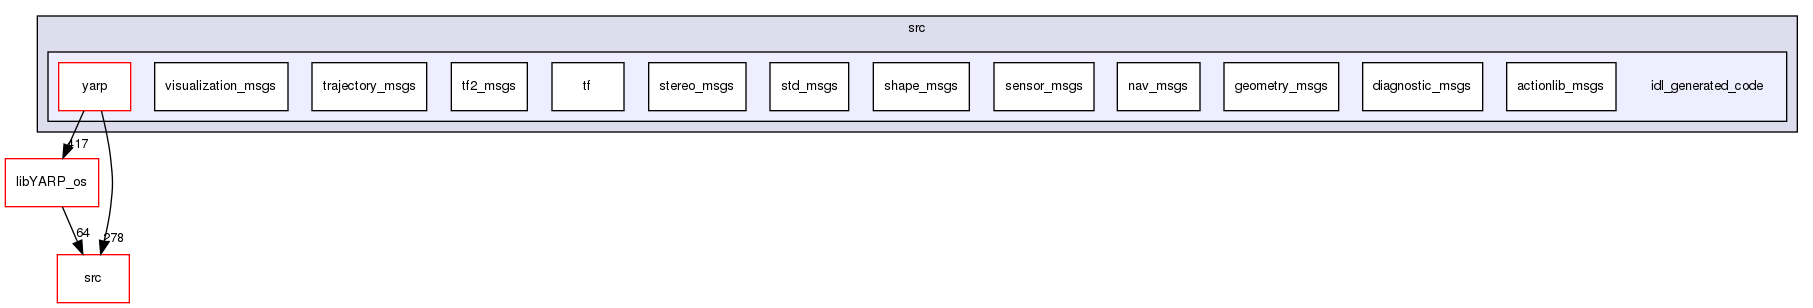 src
yarp
visualization_msgs
trajectory_msgs
tf2_msgs
tf
stereo_msgs
std_msgs
shape_msgs
sensor_msgs
nav_msgs
geometry_msgs
diagnostic_msgs
actionlib_msgs
idl_generated_code
417
libYARP_os
64
278
src